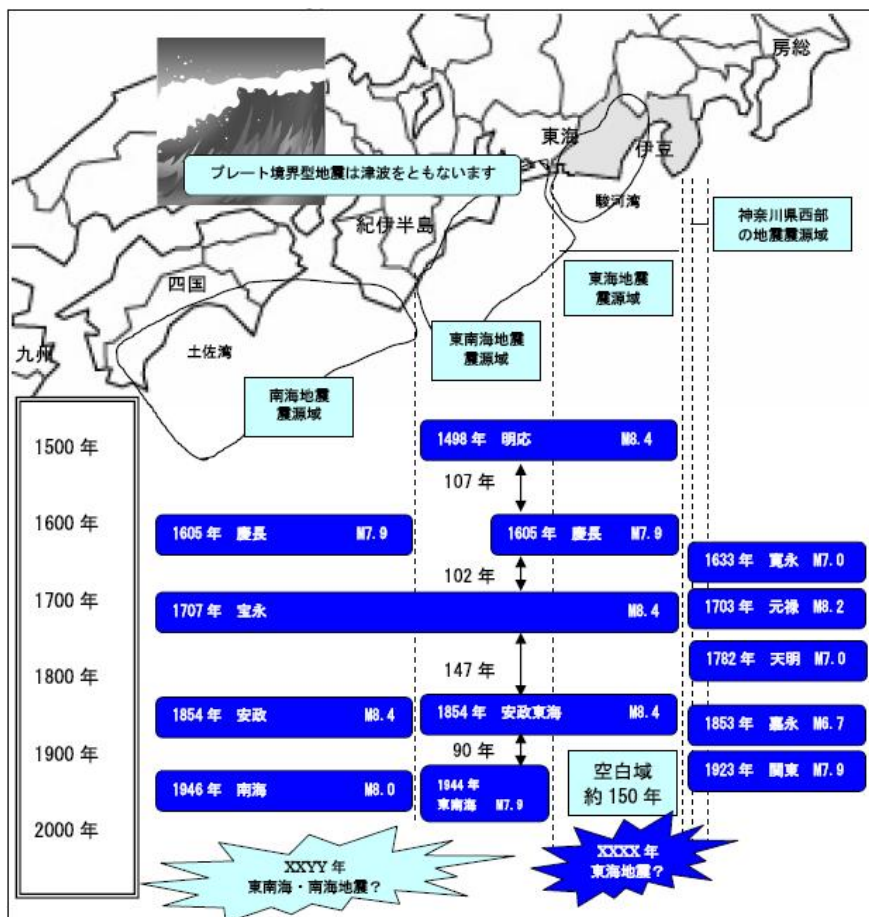 房総
東海
伊豆
プレート境界型地震は津波をともないます
駿河湾
神奈川県西部
の地震震源域
紀伊半島
四国
東海地震
震源域
土佐湾
東南海地震
震源域
九州
南海地震
震源域
1500 年
1600 年
1700 年
1800 年
1900 年
2000 年
1498 年 明応 M8.4
107 年
1605 年 慶長 M7.9
1605 年 慶長 M7.9
1633 年 寛永 M7.0
102 年
1707 年 宝永 M8.4
1703 年 元禄 M8.2
147 年
1782 年 天明 M7.0
1854 年 安政 M8.4
1854 年 安政東海 M8.4
1853 年 嘉永 M6.7
90 年
空白域
約 150 年
1923 年 関東 M7.9
1946 年 南海 M8.0
1944 年
東南海 M7.9
XXYY 年
東南海・南海地震？
XXXX 年
東海地震？